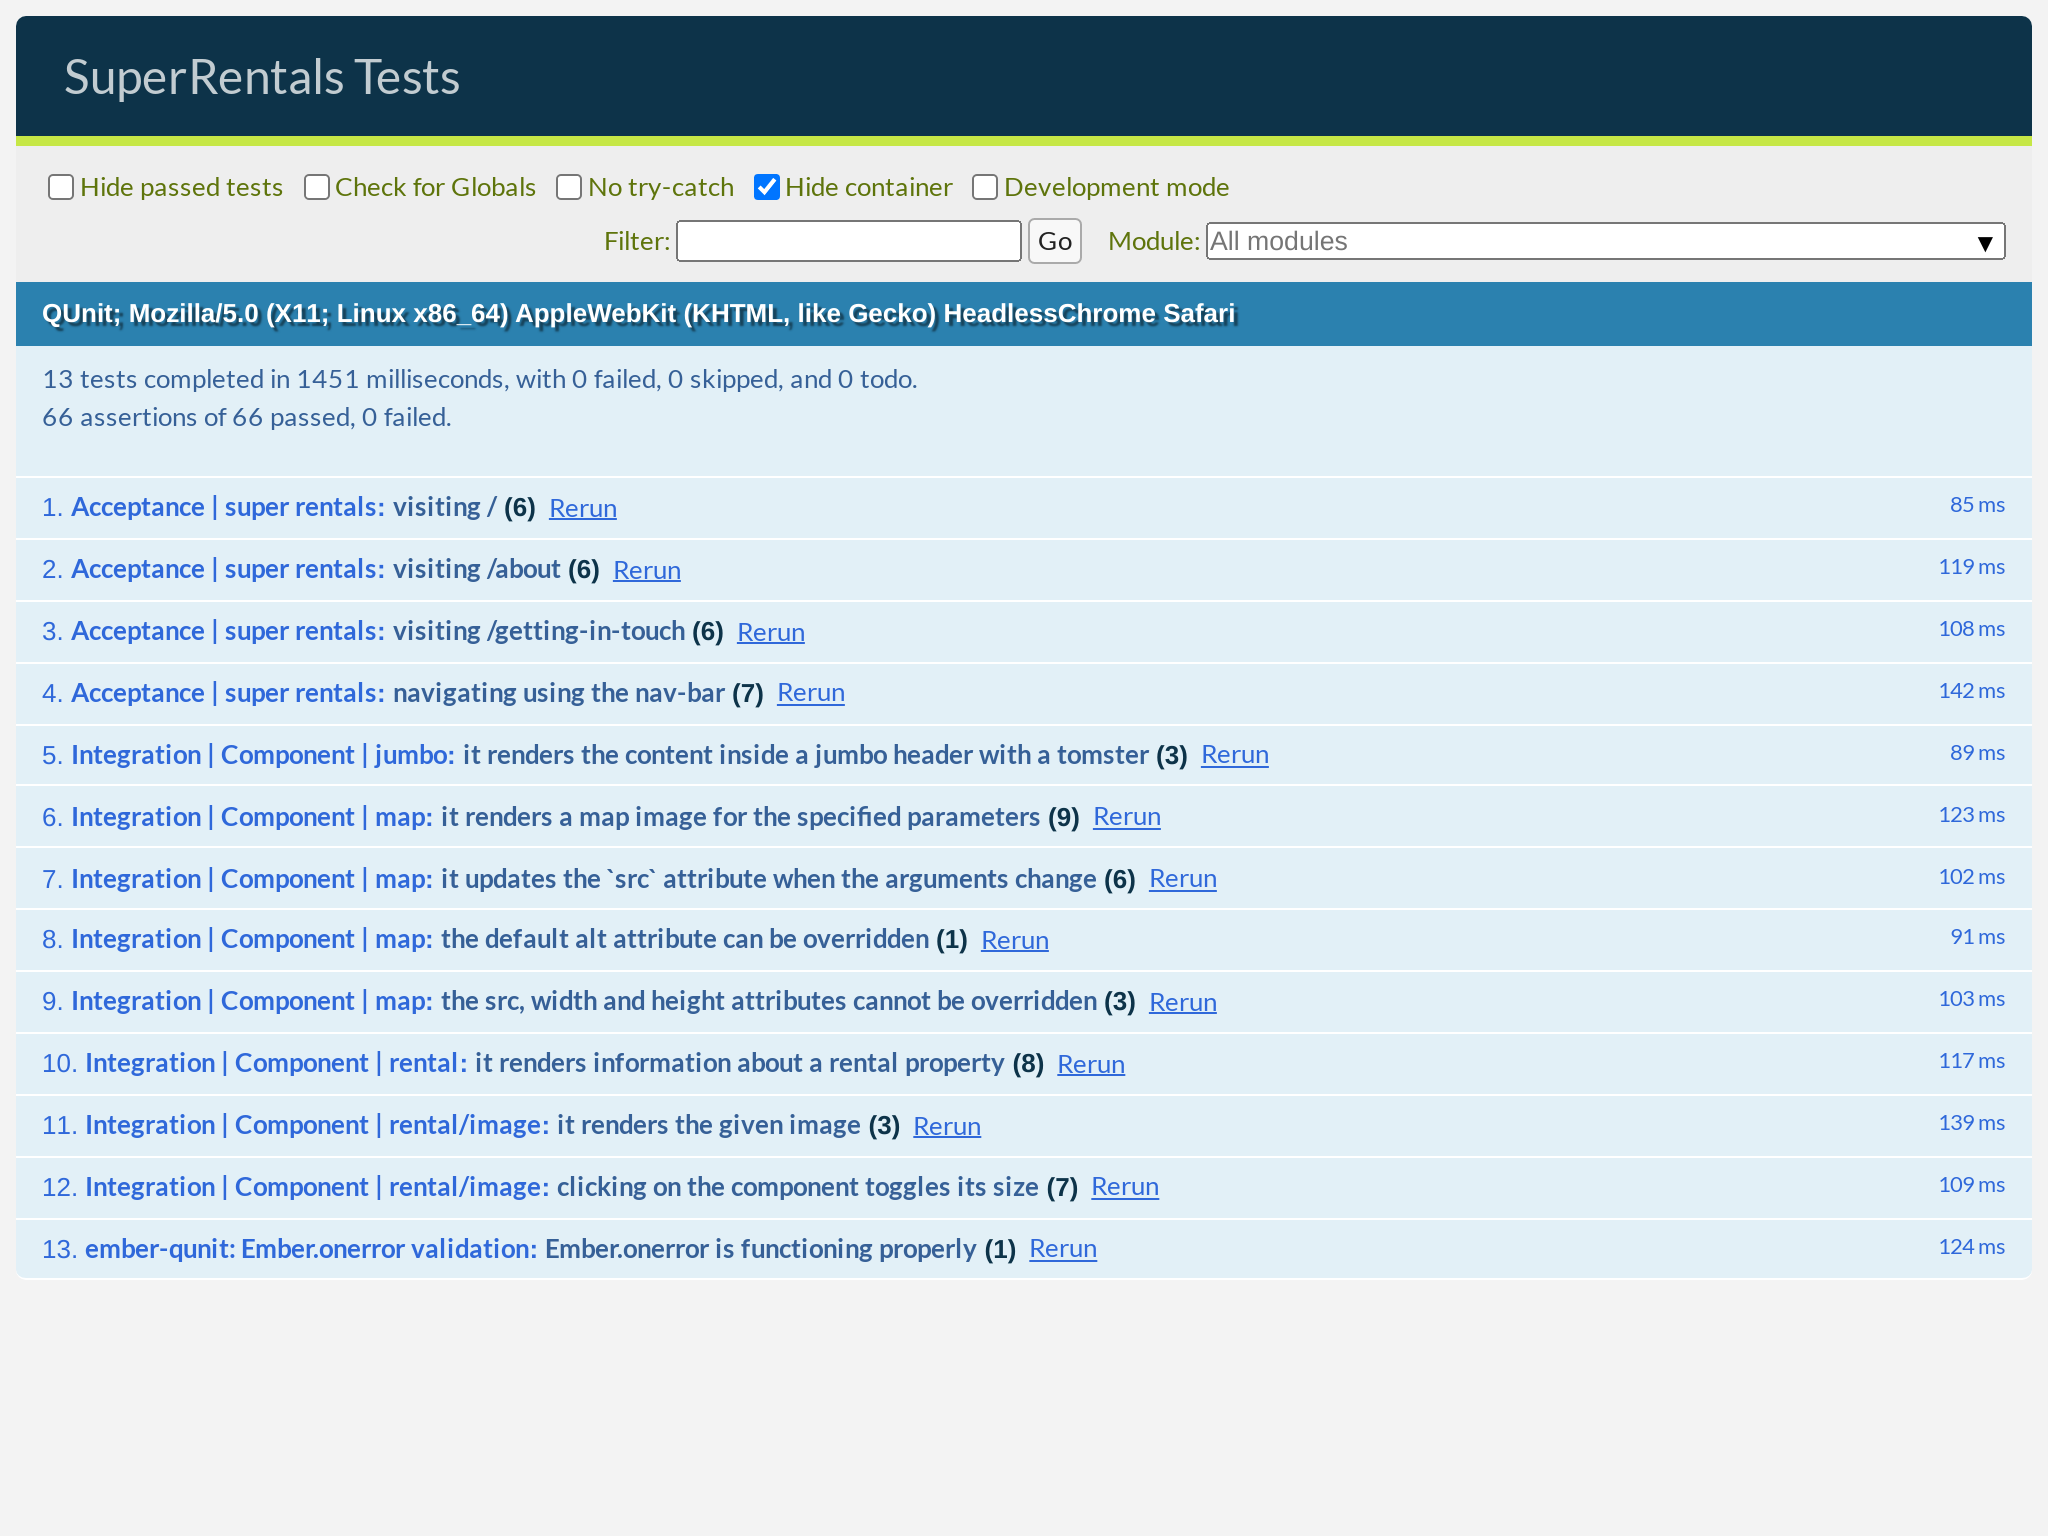 SuperRentals Tests
Hide passed tests Check for Globals No try-catch Hide container Development mode
Filter: Go Module: All modules ▼
QUnit; Mozilla/5.0 (X11; Linux x86_64) AppleWebKit (KHTML, like Gecko) HeadlessChrome Safari
13 tests completed in 1451 milliseconds, with 0 failed, 0 skipped, and 0 todo.
66 assertions of 66 passed, 0 failed.
1. Acceptance | super rentals: visiting / (6) Rerun 85 ms
2. Acceptance | super rentals: visiting /about (6) Rerun 119 ms
3. Acceptance | super rentals: visiting /getting-in-touch (6) Rerun 108 ms
4. Acceptance | super rentals: navigating using the nav-bar (7) Rerun 142 ms
5. Integration | Component | jumbo: it renders the content inside a jumbo header with a tomster (3) Rerun 89 ms
6. Integration | Component | map: it renders a map image for the specified parameters (9) Rerun 123 ms
7. Integration | Component | map: it updates the `src` attribute when the arguments change (6) Rerun 102 ms
8. Integration | Component | map: the default alt attribute can be overridden (1) Rerun 91 ms
9. Integration | Component | map: the src, width and height attributes cannot be overridden (3) Rerun 103 ms
10. Integration | Component | rental: it renders information about a rental property (8) Rerun 117 ms
11. Integration | Component | rental/image: it renders the given image (3) Rerun 139 ms
12. Integration | Component | rental/image: clicking on the component toggles its size (7) Rerun 109 ms
13. ember-qunit: Ember.onerror validation: Ember.onerror is functioning properly (1) Rerun 124 ms